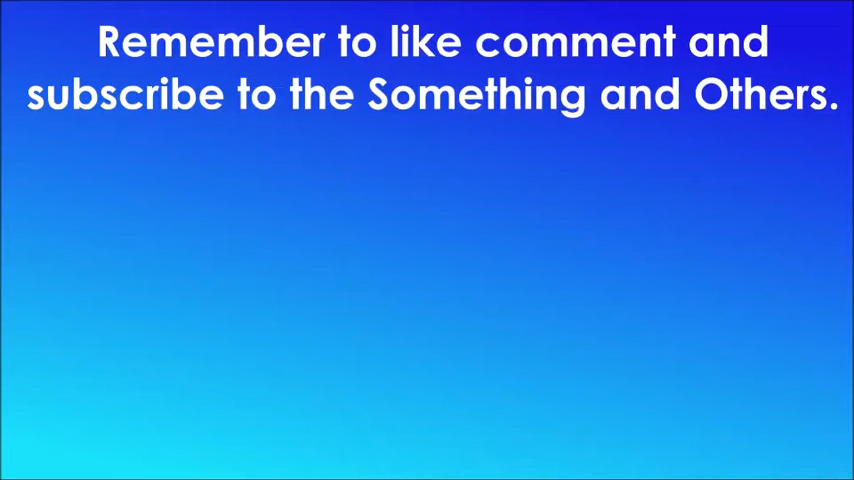 Remember to like comment and
subscribe to the Something and Others.